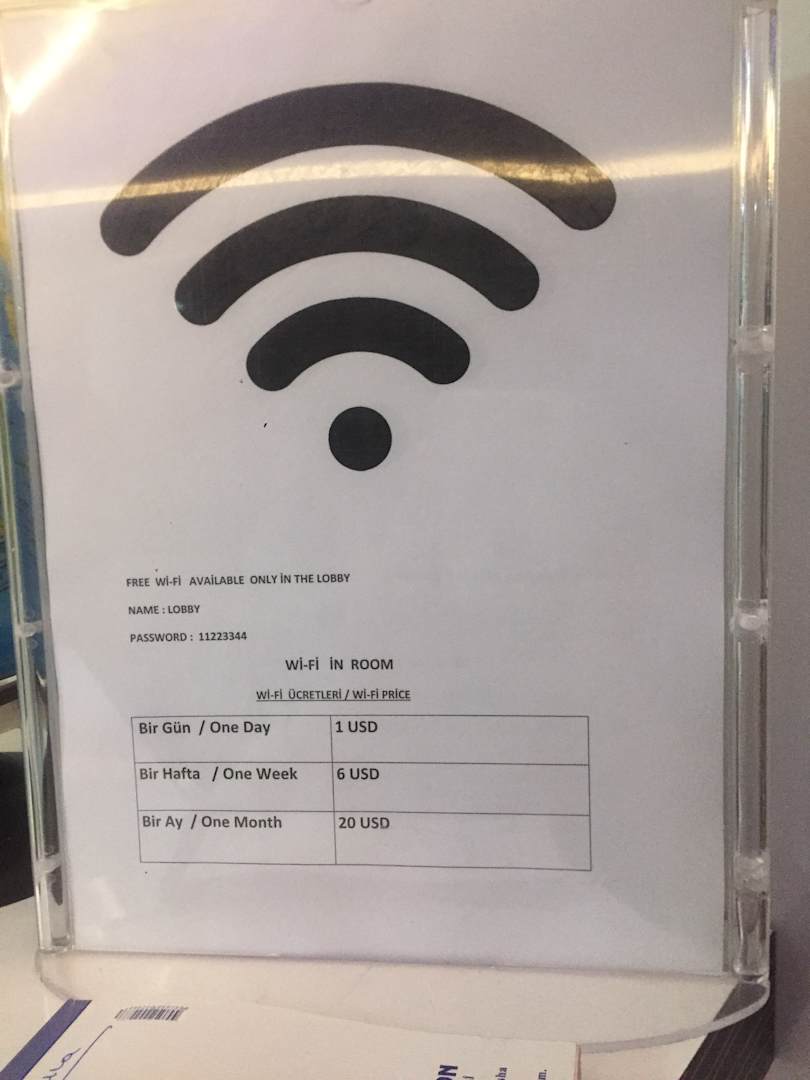 FREE Wİ-Fİ AVAİLABLE ONLY İN THE LOBBY
NAME : LOBBY
PASSWORD : 11223344
Wİ-Fİ İN ROOM
Wİ-Fİ ÜCRETLERİ / Wİ-Fİ PRİCE
Bir Gün / One Day 1 USD
Bir Hafta / One Week 6 USD
Bir Ay / One Month 20 USD